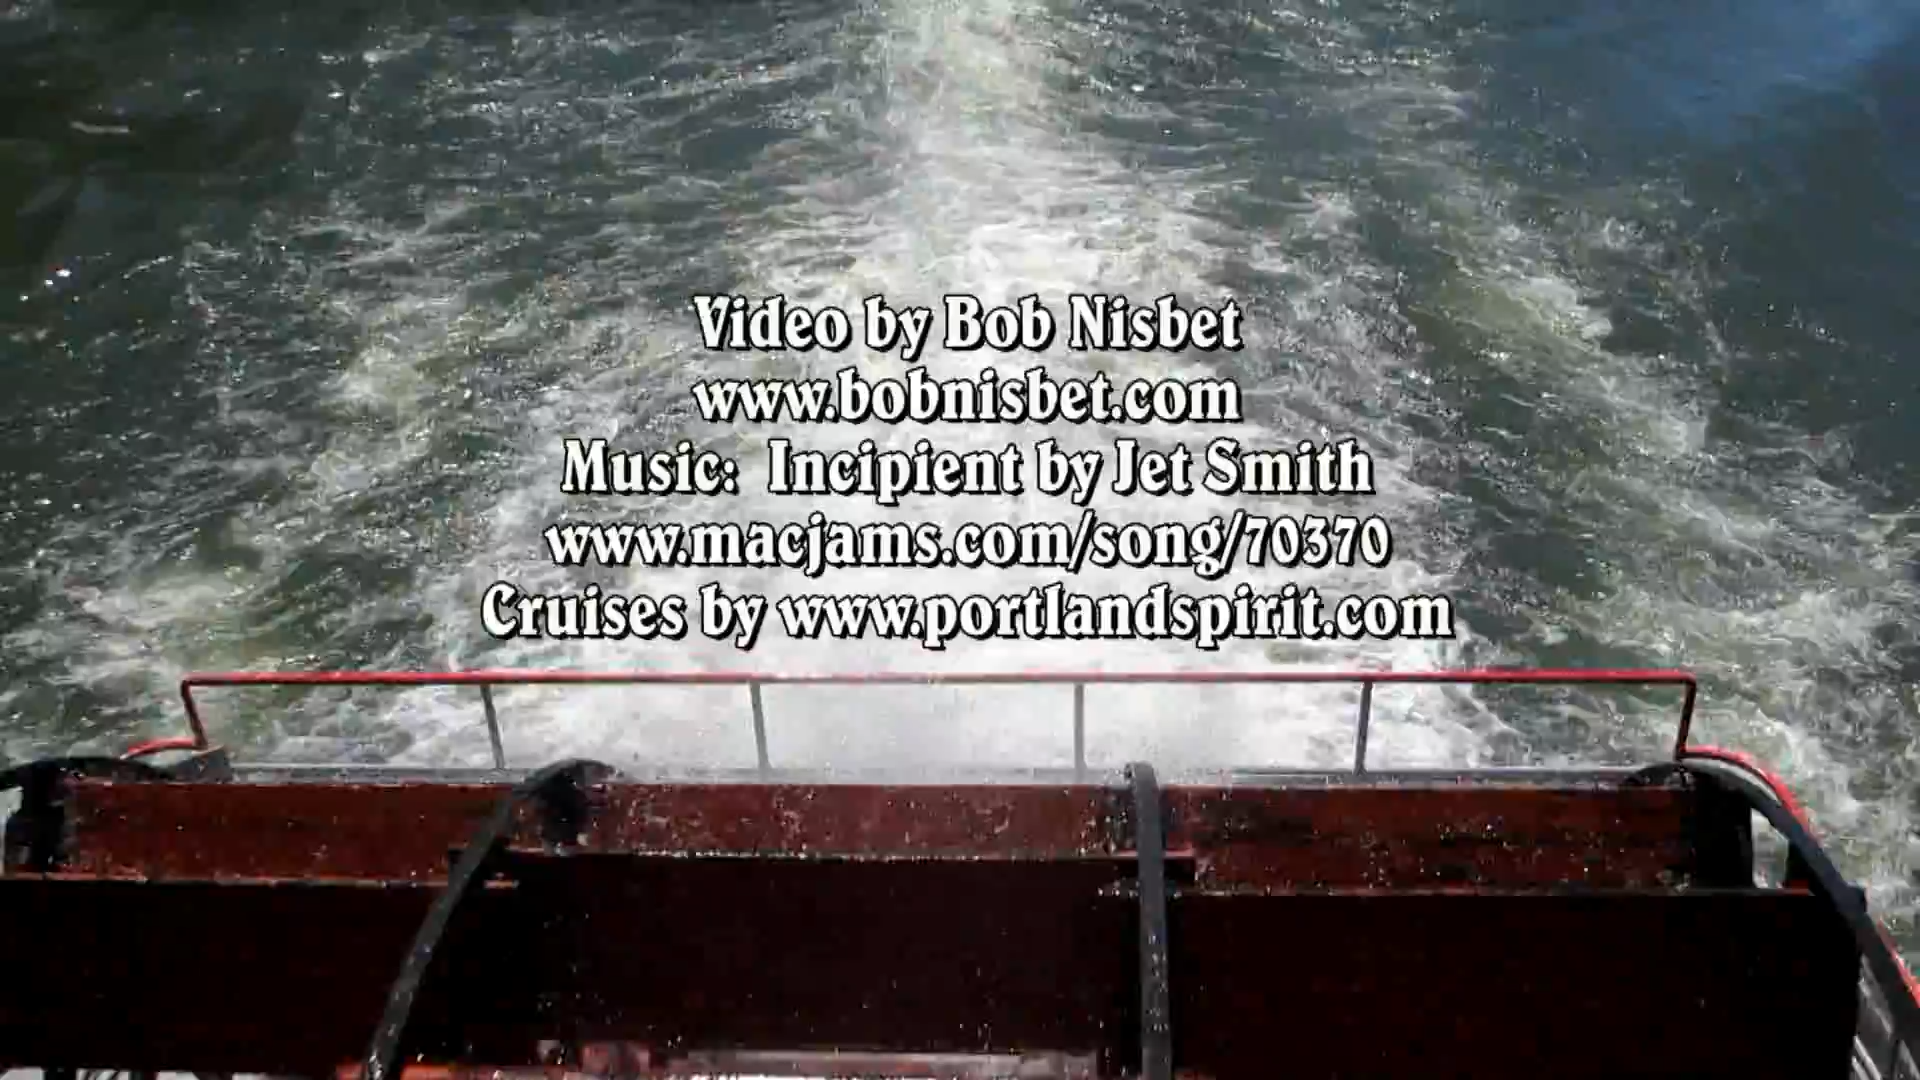 Video by Bob Nisbet
www.bobnisbet.com
Music:  Incipient by Jet Smith
www.macjams.com/song/70370
Cruises by www.portlandspirit.com